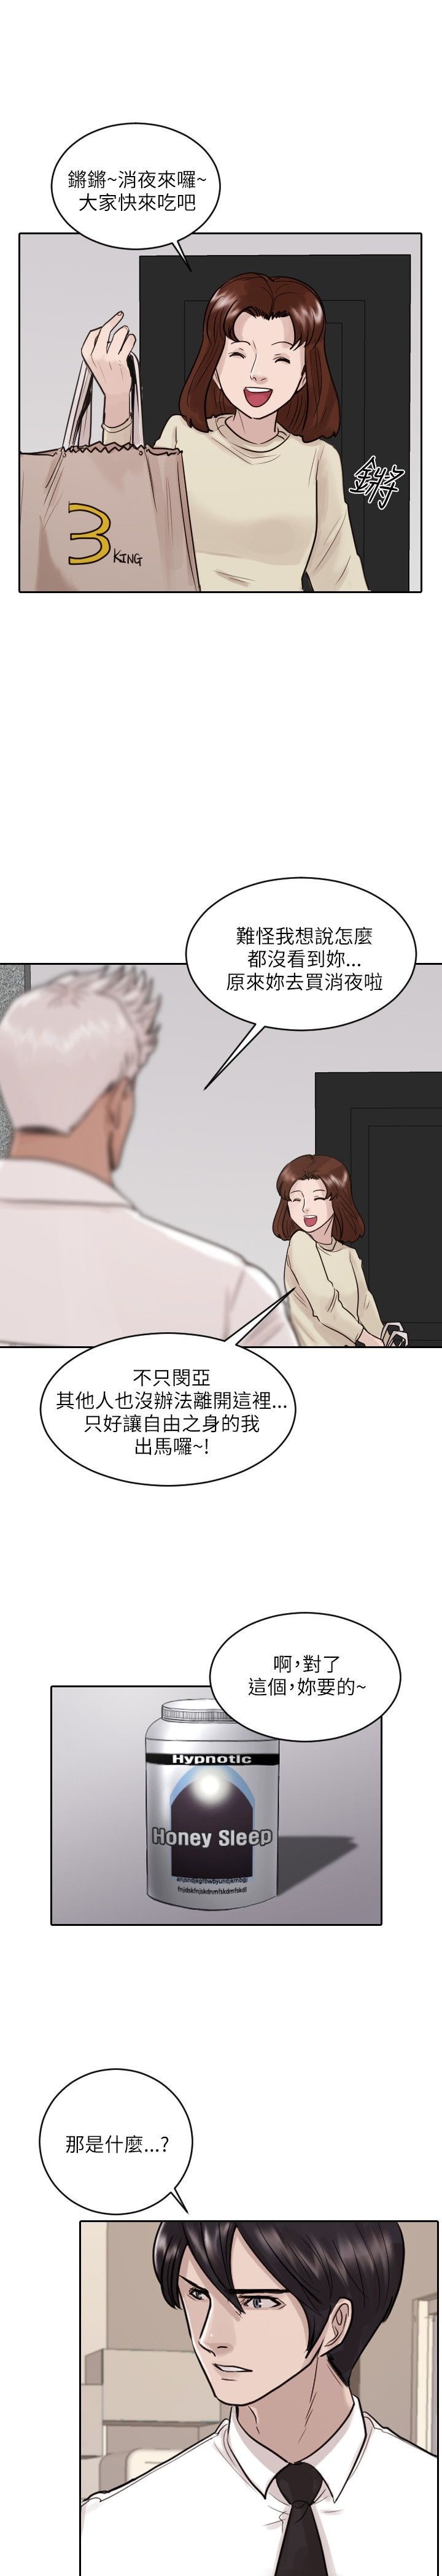 鏘鏘~消夜來囉~
大家快來吃吧
3
KING
鏘
難怪我想說怎麼
都沒看到妳...
原來妳去買消夜啦
不只閔亞
其他人也沒辦法離開這裡...
只好讓自由之身的我
出馬囉~!
啊,對了
這個,妳要的~
Hypnotic
Honey Sleep
那是什麼...?